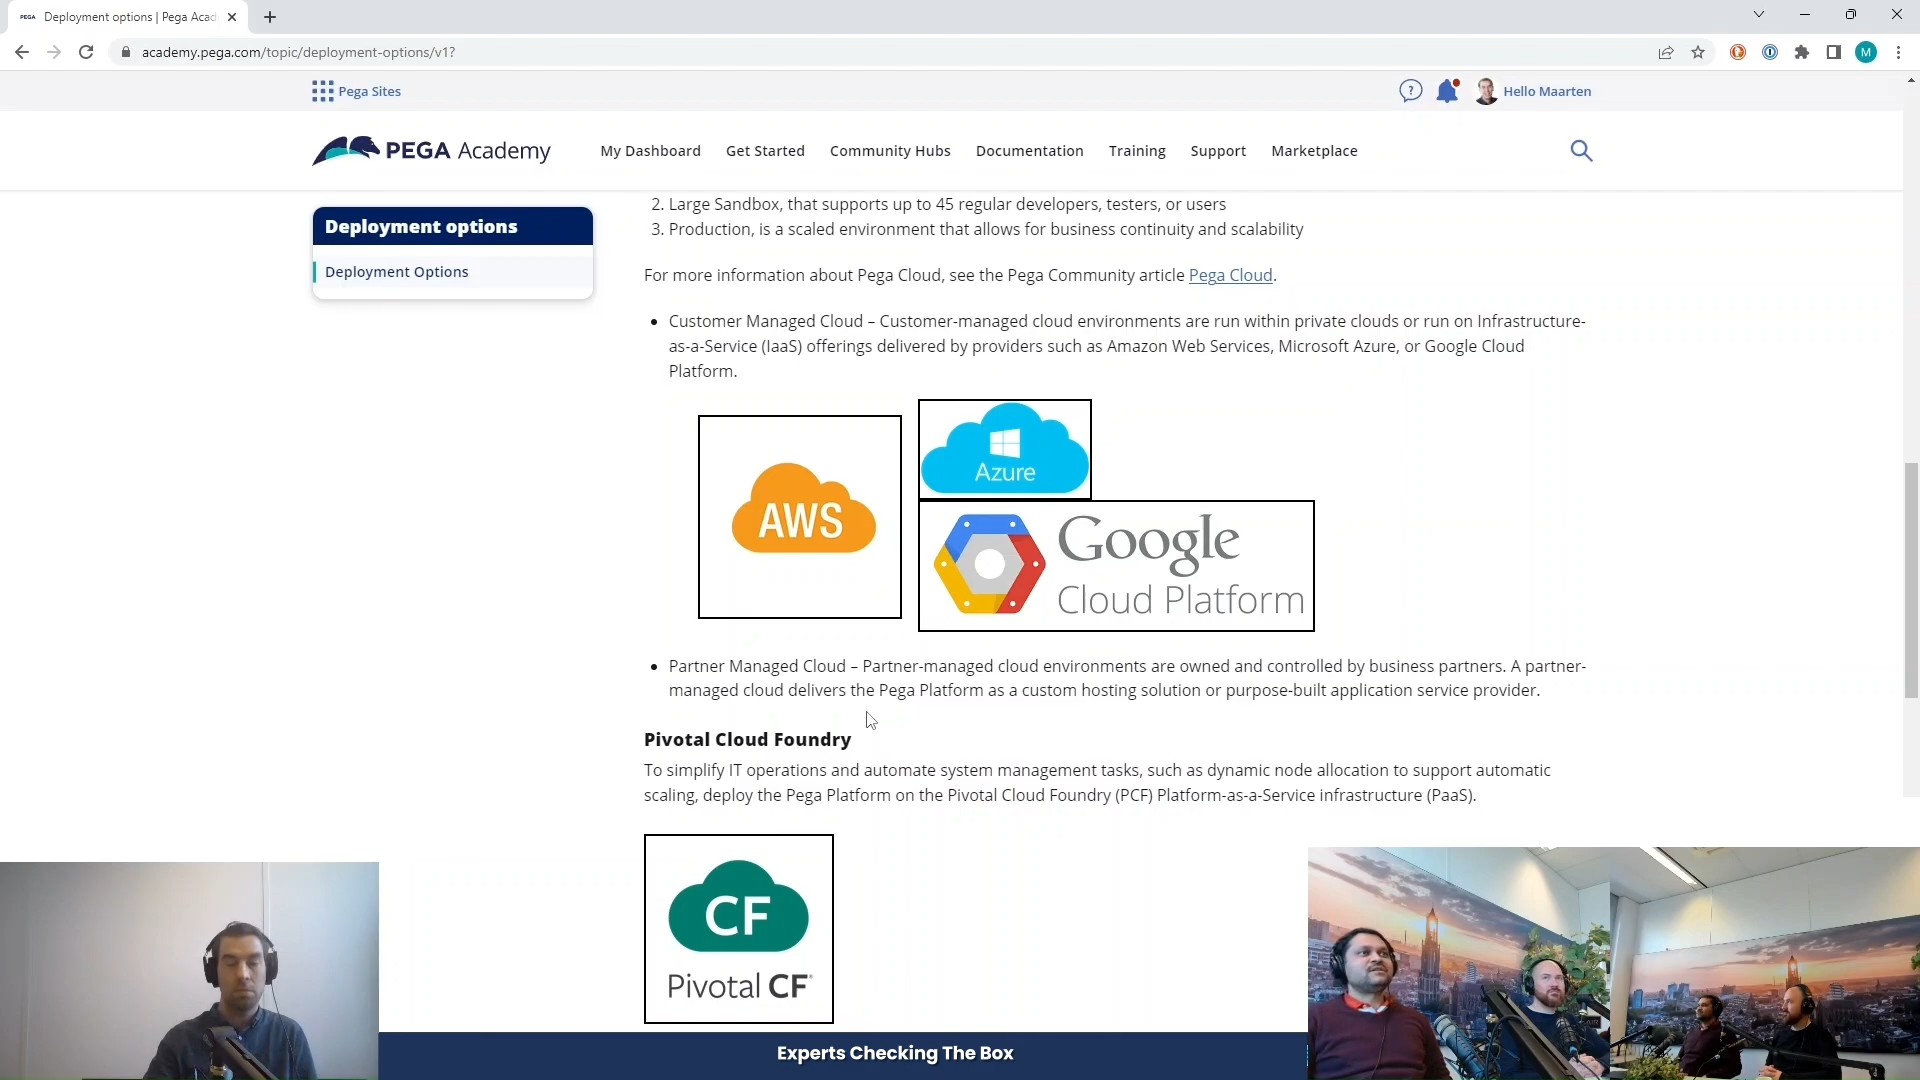 PEGA Deployment options | Pega Acad
academy.pega.com/topic/deployment-options/v1?
M
Pega Sites
?
Hello Maarten
PEGA Academy
My Dashboard
Get Started
Community Hubs
Documentation
Training
Support
Marketplace
Deployment options
Deployment Options
2. Large Sandbox, that supports up to 45 regular developers, testers, or users
3. Production, is a scaled environment that allows for business continuity and scalability
For more information about Pega Cloud, see the Pega Community article Pega Cloud.
• Customer Managed Cloud – Customer-managed cloud environments are run within private clouds or run on Infrastructure-
as-a-Service (IaaS) offerings delivered by providers such as Amazon Web Services, Microsoft Azure, or Google Cloud
Platform.
AWS
Azure
Google
Cloud Platform
• Partner Managed Cloud – Partner-managed cloud environments are owned and controlled by business partners. A partner-
managed cloud delivers the Pega Platform as a custom hosting solution or purpose-built application service provider.
Pivotal Cloud Foundry
To simplify IT operations and automate system management tasks, such as dynamic node allocation to support automatic
scaling, deploy the Pega Platform on the Pivotal Cloud Foundry (PCF) Platform-as-a-Service infrastructure (PaaS).
CF
Pivotal CF
Experts Checking The Box